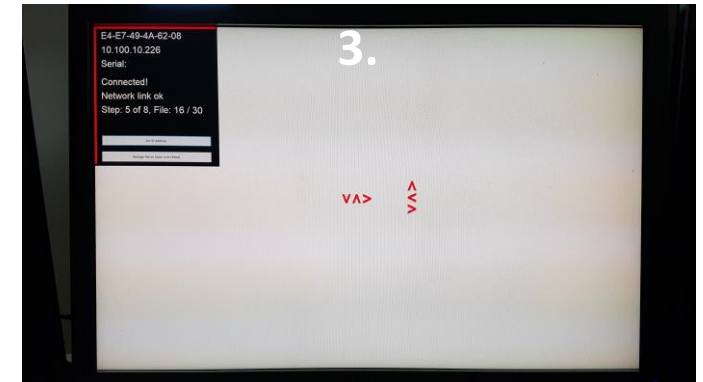 E4-E7-49-4A-62-08
10.100.10.226
Serial:
Connected!
Network link ok
Step: 5 of 8, File: 16 / 30
3.
V Λ >
Λ
<
>